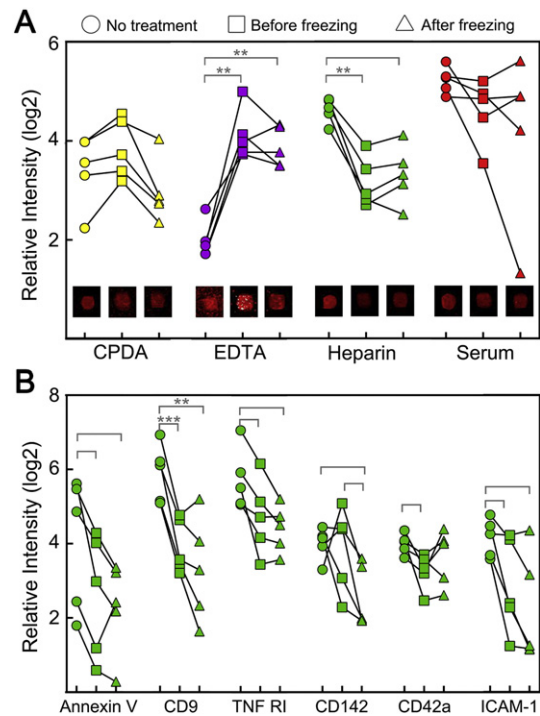 A
No treatment Before freezing After freezing
6
4
2
Relative Intensity (log2)
**
**
**
CPDA EDTA Heparin Serum
B
8
6
4
2
Relative Intensity (log2)
**
***
Annexin V CD9 TNF RI CD142 CD42a ICAM-1